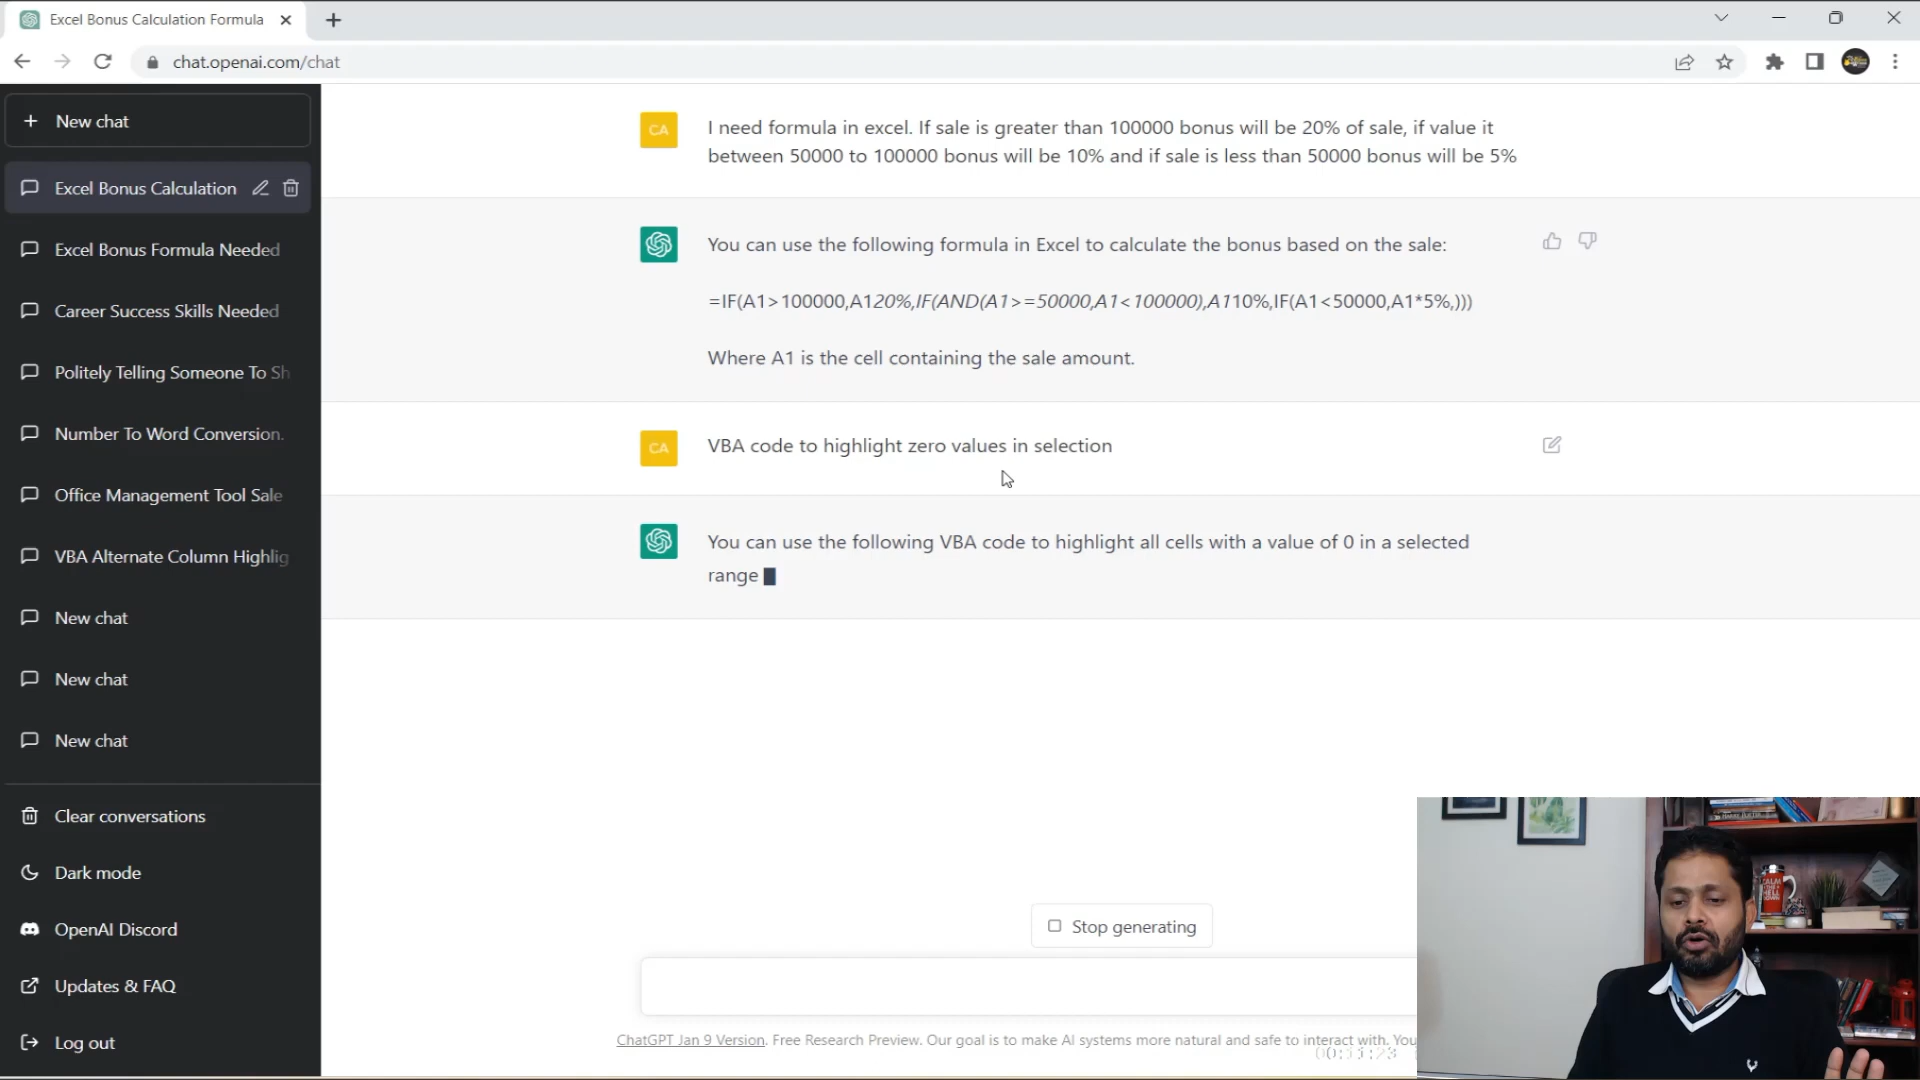 Excel Bonus Calculation Formula
chat.openai.com/chat
New chat
Excel Bonus Calculation
Excel Bonus Formula Needed
Career Success Skills Needed
Politely Telling Someone To Sh
Number To Word Conversion.
Office Management Tool Sale
VBA Alternate Column Highlig
New chat
New chat
New chat
Clear conversations
Dark mode
OpenAI Discord
Updates & FAQ
Log out
CA
I need formula in excel. If sale is greater than 100000 bonus will be 20% of sale, if value it
between 50000 to 100000 bonus will be 10% and if sale is less than 50000 bonus will be 5%
You can use the following formula in Excel to calculate the bonus based on the sale:
=IF(A1>100000,A120%,IF(AND(A1>=50000,A1<100000),A110%,IF(A1<50000,A1*5%,)))
Where A1 is the cell containing the sale amount.
CA
VBA code to highlight zero values in selection
You can use the following VBA code to highlight all cells with a value of 0 in a selected
range
Stop generating
ChatGPT Jan 9 Version. Free Research Preview. Our goal is to make AI systems more natural and safe to interact with. You
CALM
THE
HELL
DOWN